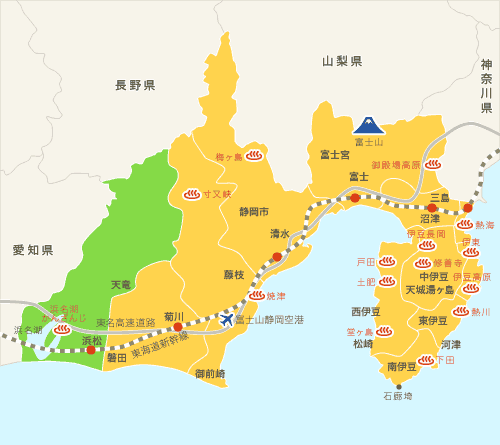 山梨県
神奈川県
長野県
富士山
富士宮
梅ヶ島
御殿場高原
富士
寸又峡
三島
静岡市
沼津
熱海
清水
伊豆長岡
伊東
愛知県
戸田
修善寺
藤枝
中伊豆
伊豆高原
天竜
土肥
天城湯ヶ島
焼津
浜名湖
かんざんじ
菊川
西伊豆
熱川
東名高速道路
富士山静岡空港
東伊豆
浜名湖
堂ヶ島
浜松
東海道新幹線
松崎
河津
磐田
下田
御前崎
南伊豆
石廊埼